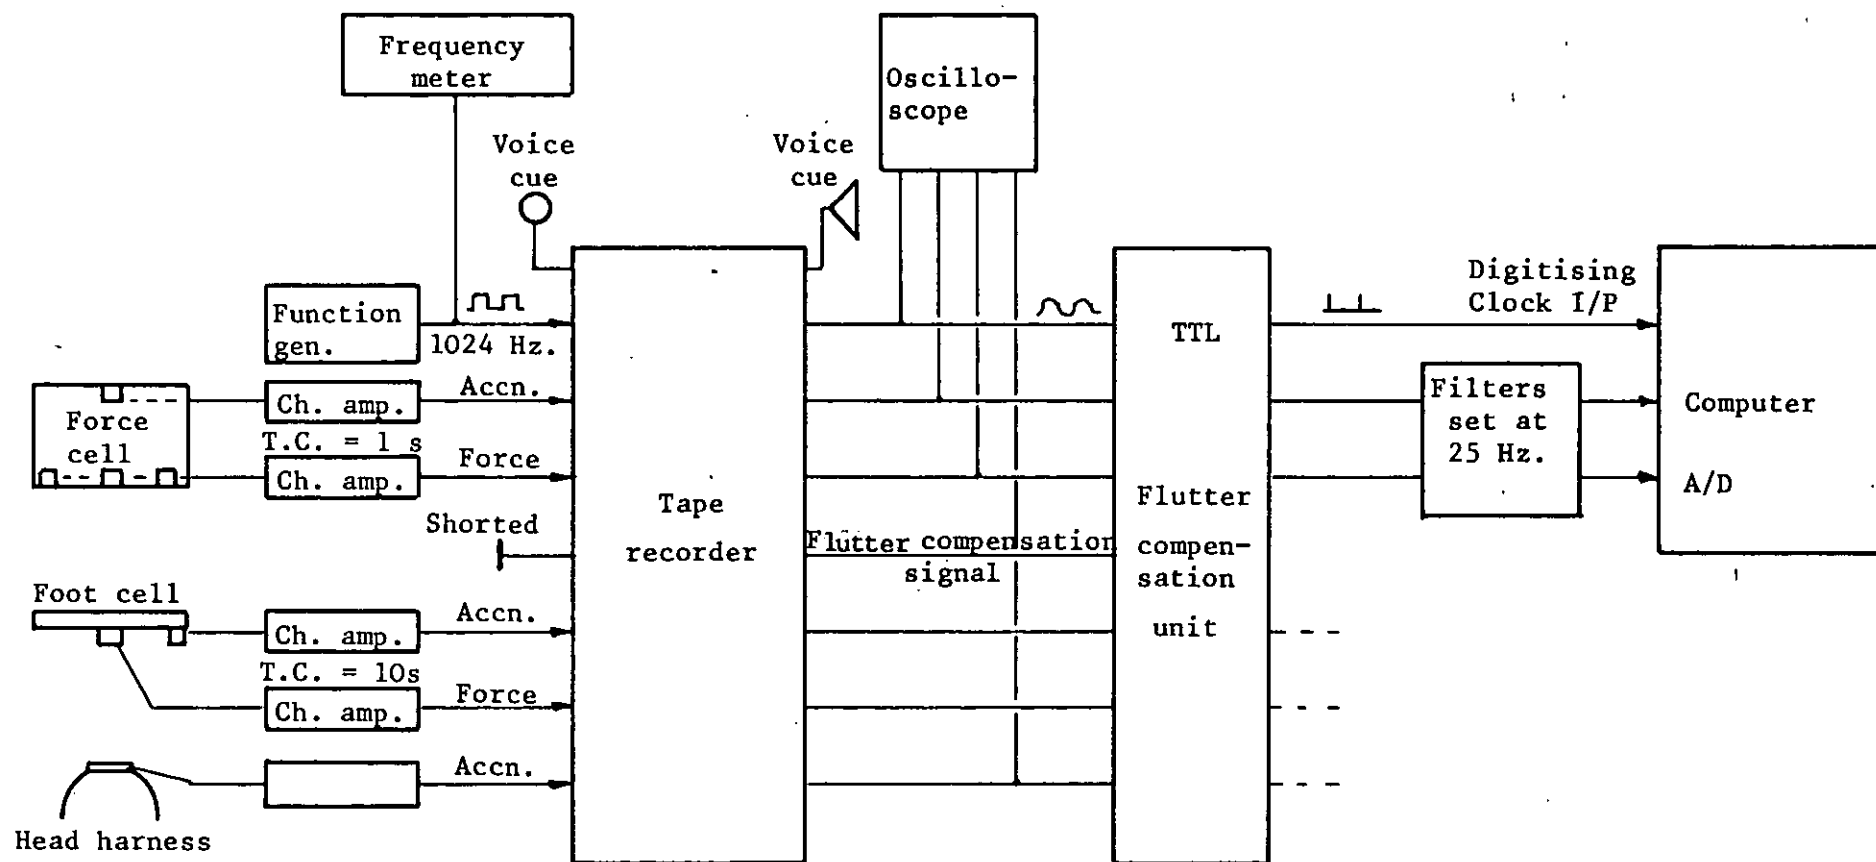 Frequency
meter
Oscillo-
scope
Voice
cue
Voice
cue
Function
gen.
1024 Hz.
TTL
Digitising
Clock I/P
Ch. amp.
Accn.
Force
cell
T.C. = 1 s
Ch. amp.
Force
Filters
set at
25 Hz.
Computer
A/D
Shorted
Tape
recorder
Flutter compensation
signal
Flutter
compen-
sation
unit
Foot cell
Ch. amp.
Accn.
T.C. = 10s
Ch. amp.
Force
Accn.
Head harness